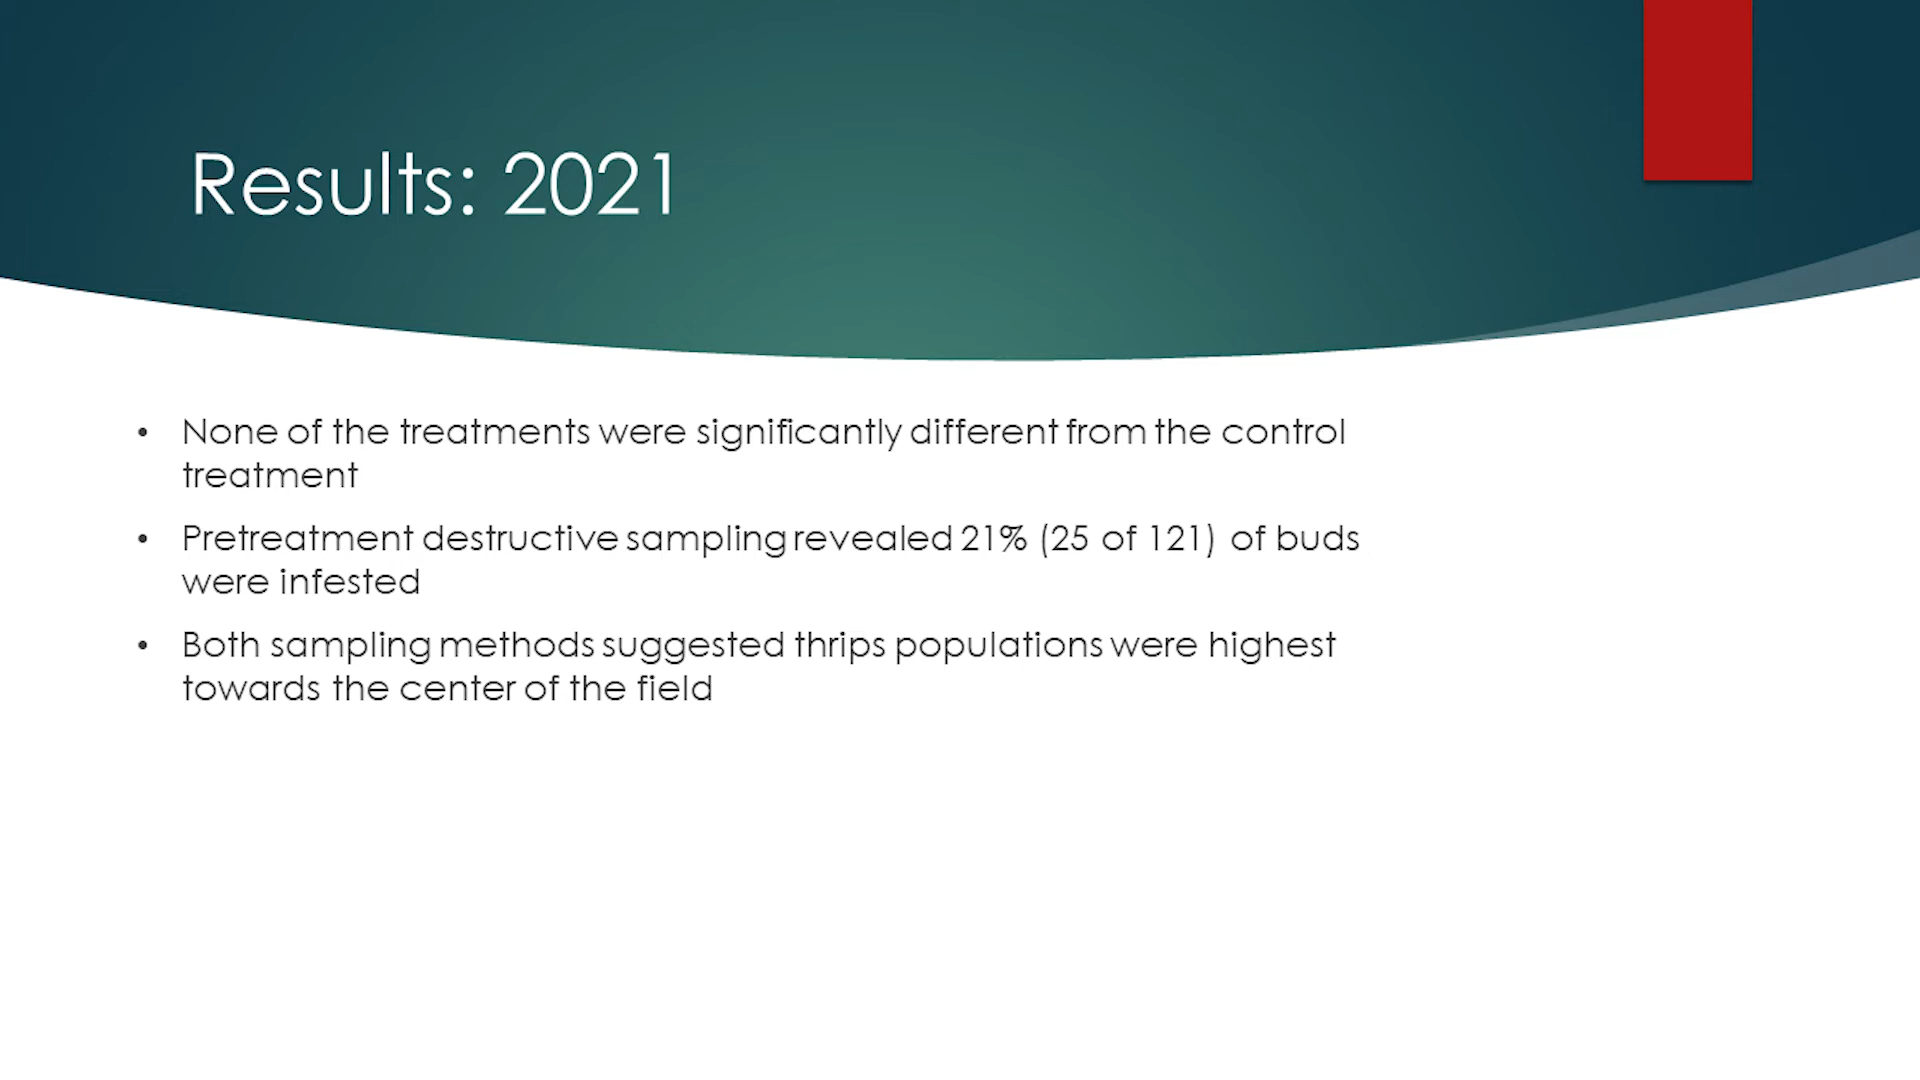 Results: 2021
• None of the treatments were significantly different from the control
treatment
• Pretreatment destructive sampling revealed 21% (25 of 121) of buds
were infested
• Both sampling methods suggested thrips populations were highest
towards the center of the field